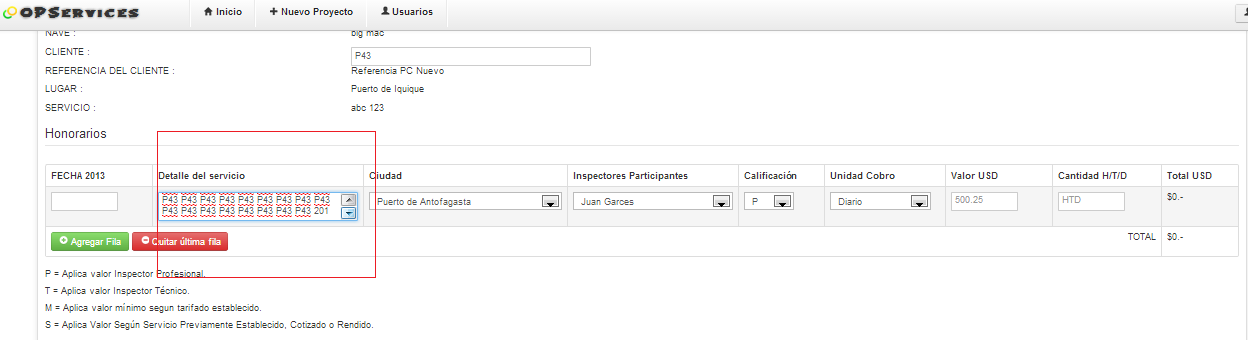 OPServices
Inicio
Nuevo Proyecto
Usuarios
NAVE :
big mac
CLIENTE :
P43
REFERENCIA DEL CLIENTE :
Referencia PC Nuevo
LUGAR :
Puerto de Iquique
SERVICIO :
abc 123
Honorarios
FECHA 2013
Detalle del servicio
Ciudad
Inspectores Participantes
Calificación
Unidad Cobro
Valor USD
Cantidad H/T/D
Total USD
P43 P43 P43 P43 P43 P43 P43 P43 P43
P43 P43 P43 P43 P43 P43 P43 P43 201
Puerto de Antofagasta
Juan Garces
P
Diario
500.25
HTD
$0.-
Agregar Fila
Quitar última fila
TOTAL
$0.-
P = Aplica valor Inspector Profesional.
T = Aplica valor Inspector Técnico.
M = Aplica valor mínimo segun tarifado establecido.
S = Aplica Valor Según Servicio Previamente Establecido, Cotizado o Rendido.